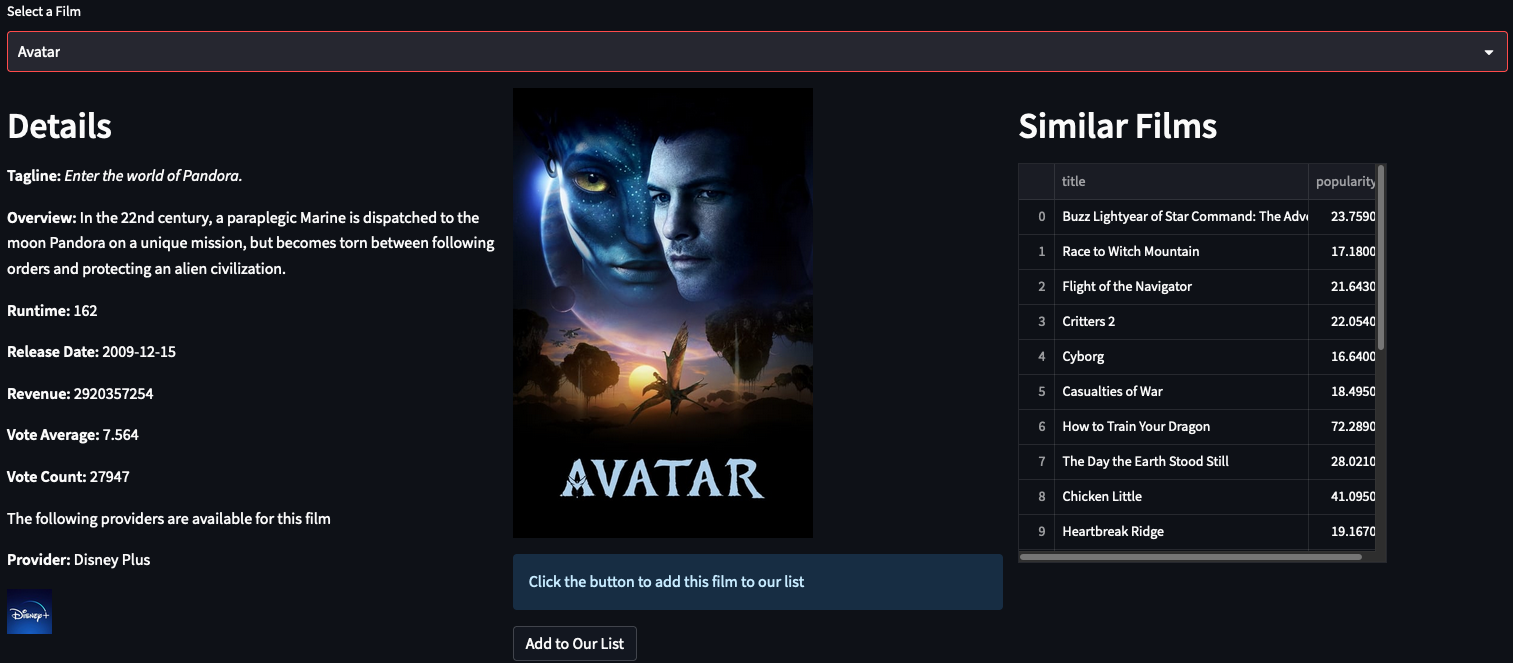 Select a Film
Avatar
Details
Tagline: Enter the world of Pandora.
Overview: In the 22nd century, a paraplegic Marine is dispatched to the
moon Pandora on a unique mission, but becomes torn between following
orders and protecting an alien civilization.
Runtime: 162
Release Date: 2009-12-15
Revenue: 2920357254
Vote Average: 7.564
Vote Count: 27947
The following providers are available for this film
Provider: Disney Plus
Disney+
AVATAR
Click the button to add this film to our list
Add to Our List
Similar Films
title popularity
0 Buzz Lightyear of Star Command: The Adve 23.7590
1 Race to Witch Mountain 17.1800
2 Flight of the Navigator 21.6430
3 Critters 2 22.0540
4 Cyborg 16.6400
5 Casualties of War 18.4950
6 How to Train Your Dragon 72.2890
7 The Day the Earth Stood Still 28.0210
8 Chicken Little 41.0950
9 Heartbreak Ridge 19.1670